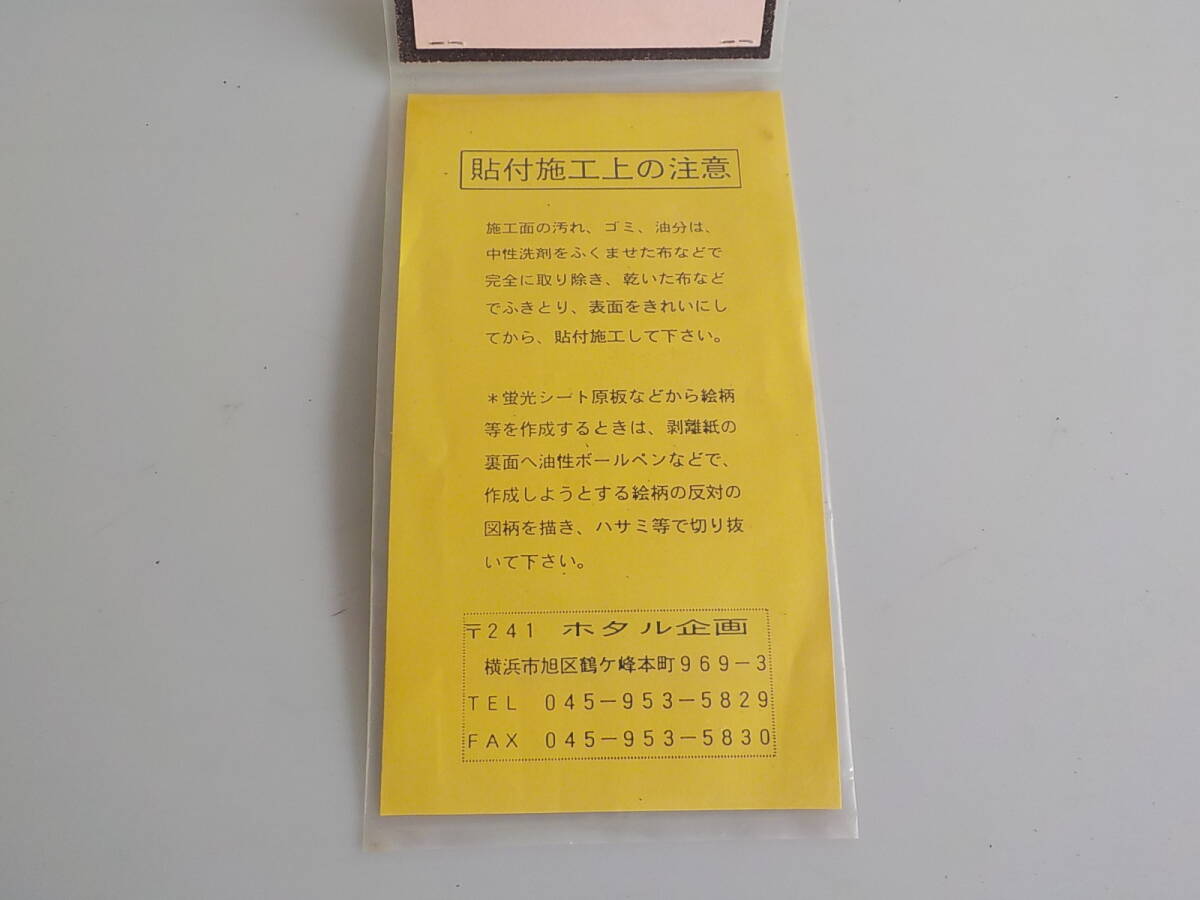 貼付施工上の注意
施工面の汚れ、ゴミ、油分は、
中性洗剤をふくませた布などで
完全に取り除き、乾いた布など
でふきとり、表面をきれいにし
てから、貼付施工して下さい。
*蛍光シート原板などから絵柄
等を作成するときは、剥離紙の
裏面へ油性ボールペンなどで、
作成しようとする絵柄の反対の
図柄を描き、ハサミ等で切り抜
いて下さい。
〒241 ホタル企画
横浜市旭区鶴ケ峰本町969-3
TEL 045-953-5829
FAX 045-953-5830